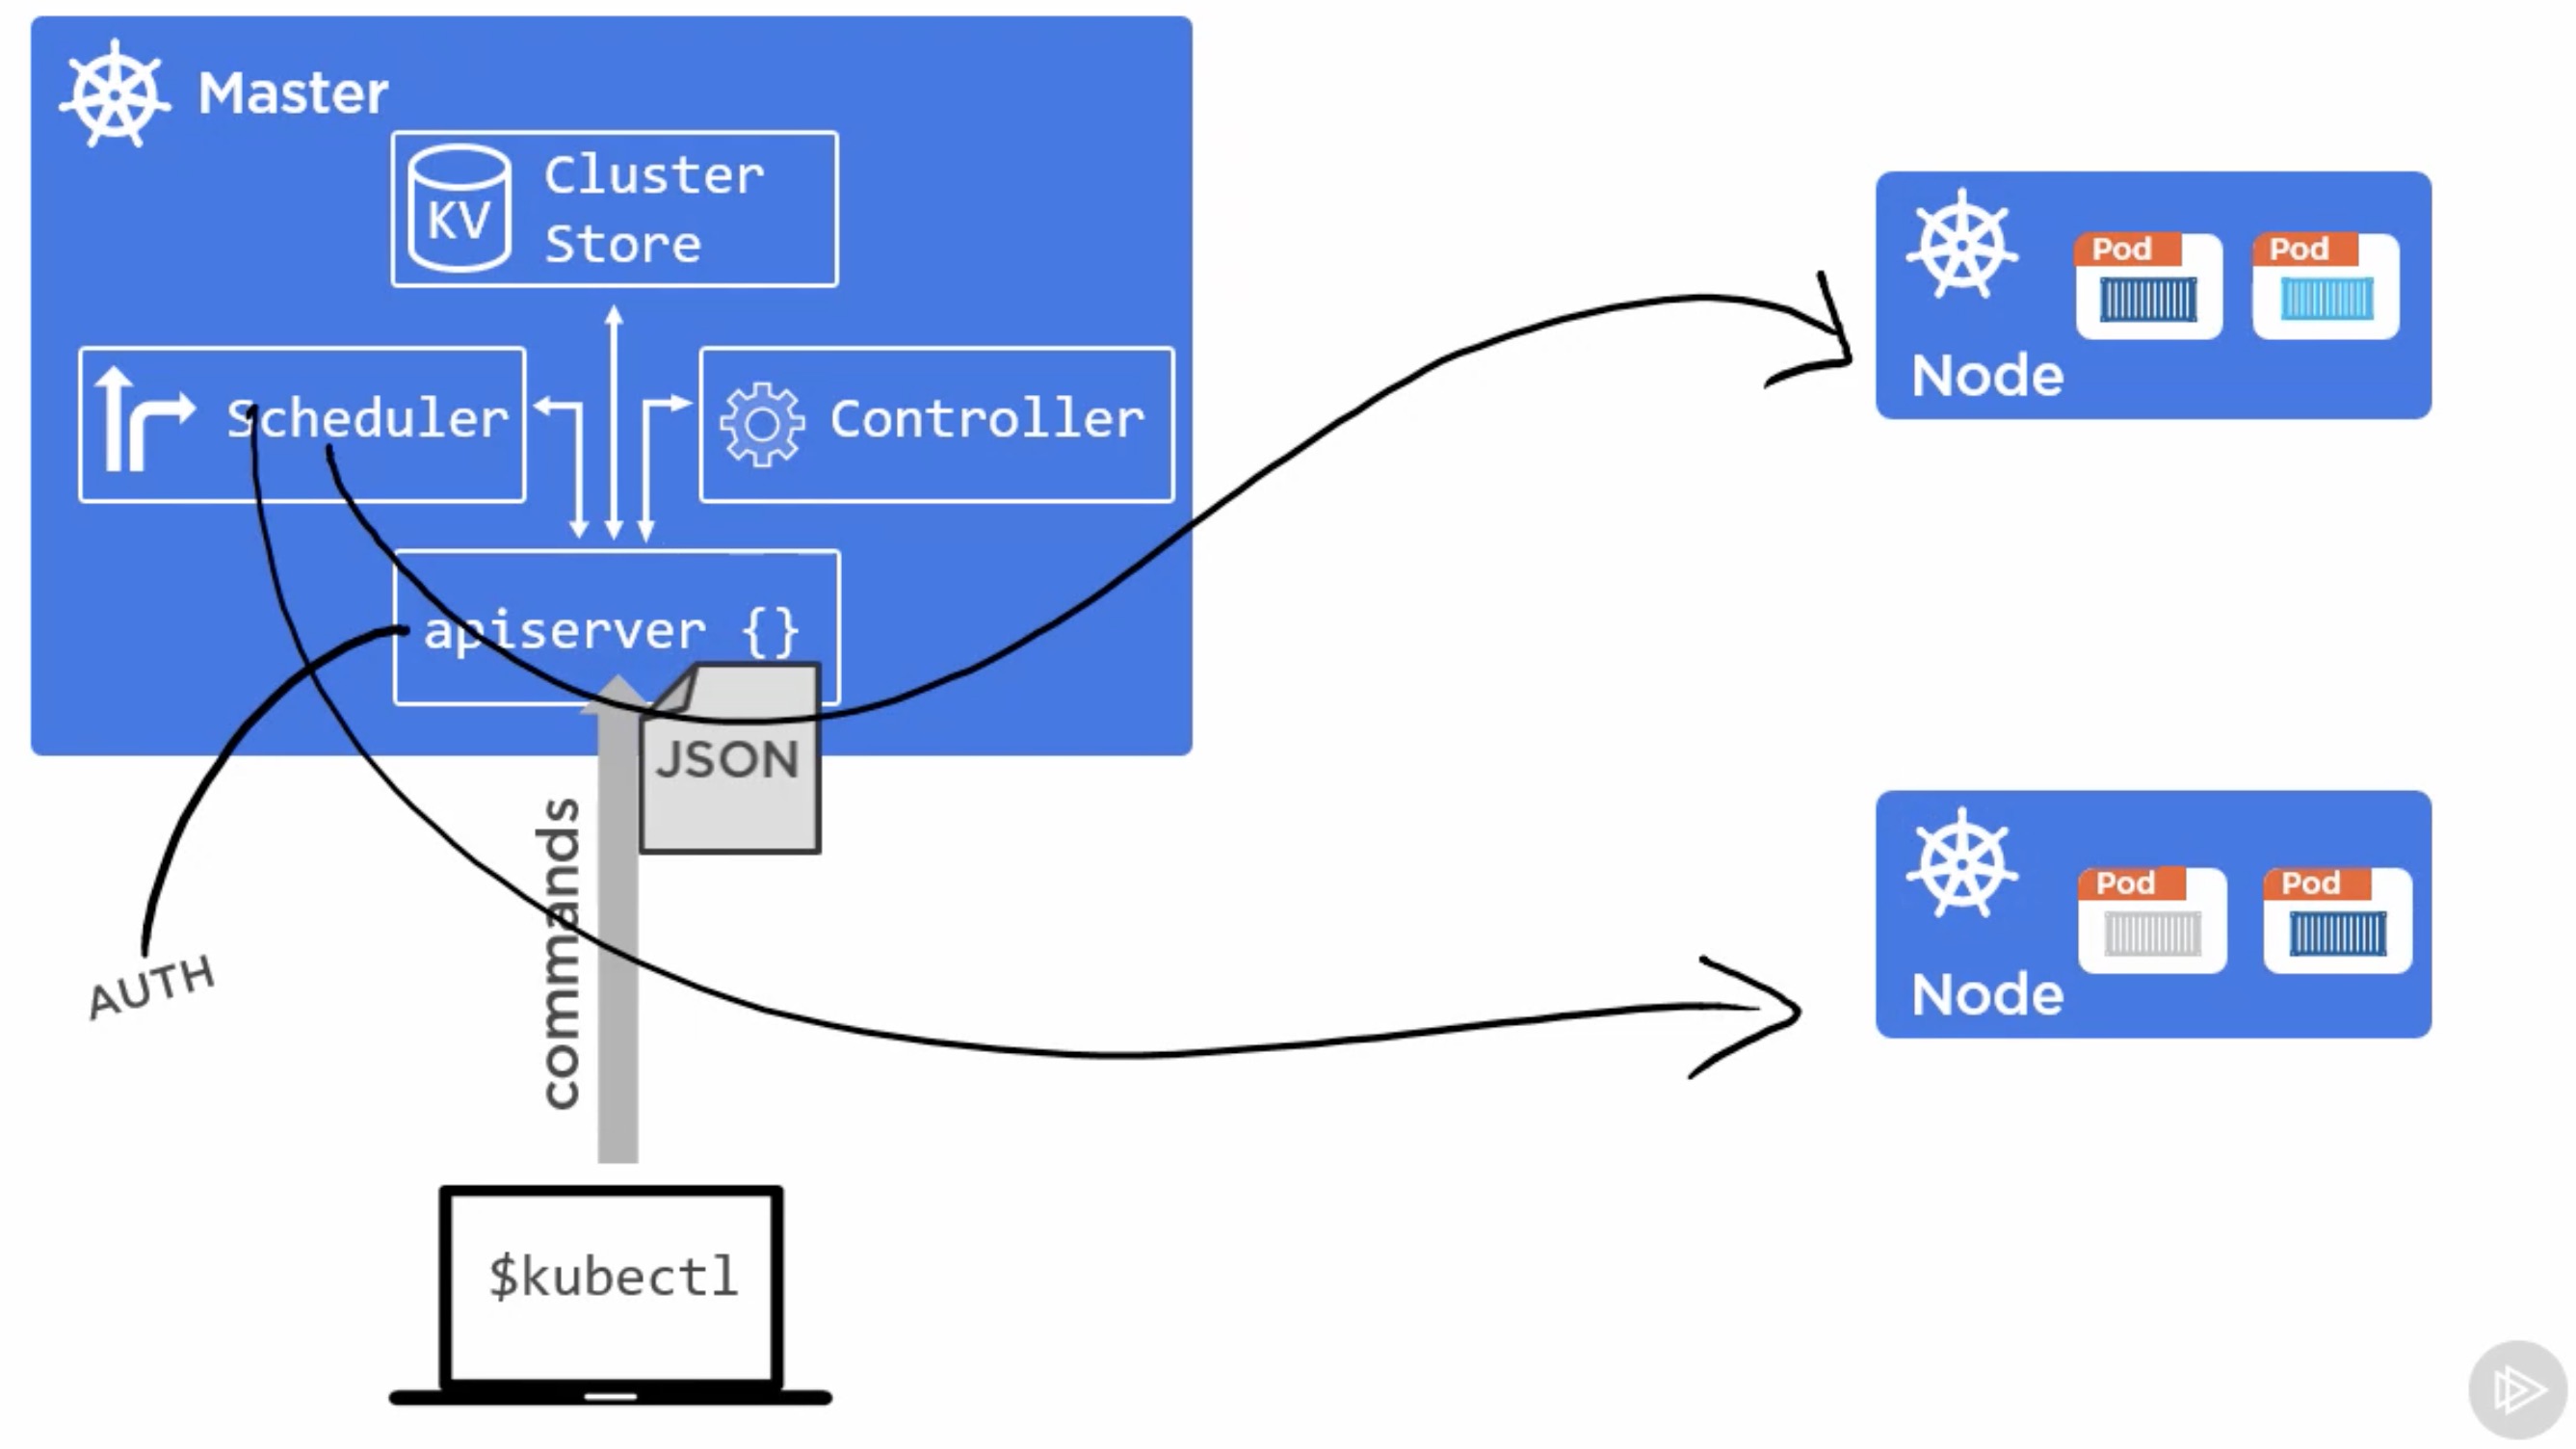 Master
KV
Cluster
Store
Scheduler
Controller
apiserver {}
JSON
commands
AUTH
$kubectl
Pod
Pod
Node
Pod
Pod
Node